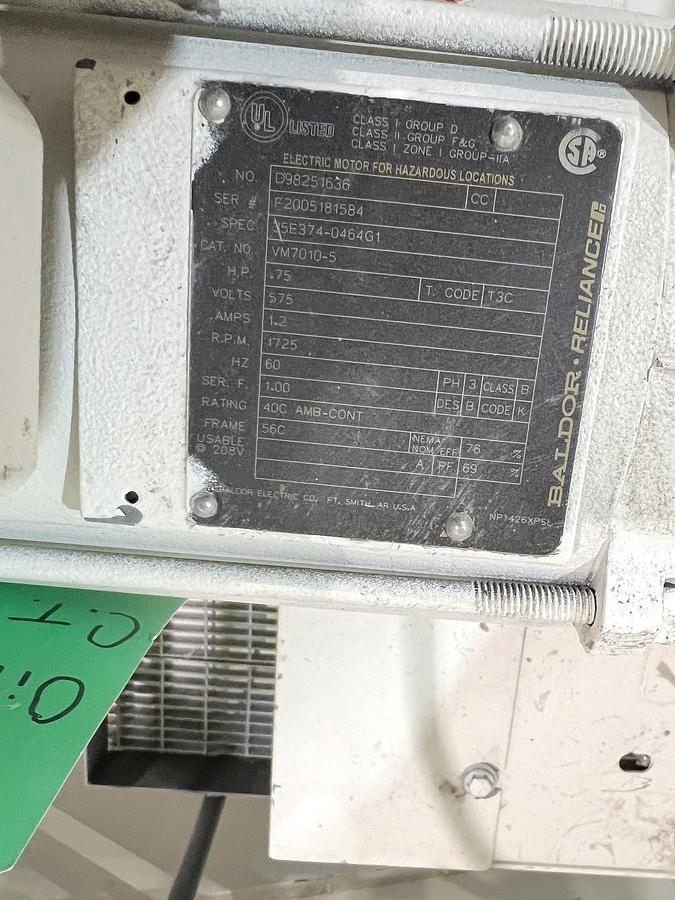 UL LISTED
CLASS I GROUP D
CLASS II GROUP F&G
CLASS I ZONE I GROUP-IIA
ELECTRIC MOTOR FOR HAZARDOUS LOCATIONS
NO. D98251636 CC
SER # F2005181584
SPEC. 35E374-0464G1
CAT. NO. VM7010-5
H.P. .75 T. CODE T3C
VOLTS 575
AMPS 1.2
R.P.M. 1725
HZ 60 PH 3 CLASS B
SER. F. 1.00 DES B CODE K
RATING 40C AMB-CONT
FRAME 56C NEMA NOM EFF 76 %
USABLE @ 208V A PF 69 %
BALDOR ELECTRIC CO. FT. SMITH, AR U.S.A
NP1426XPSL
BALDOR • RELIANCER
SA®
C.T.
Oi